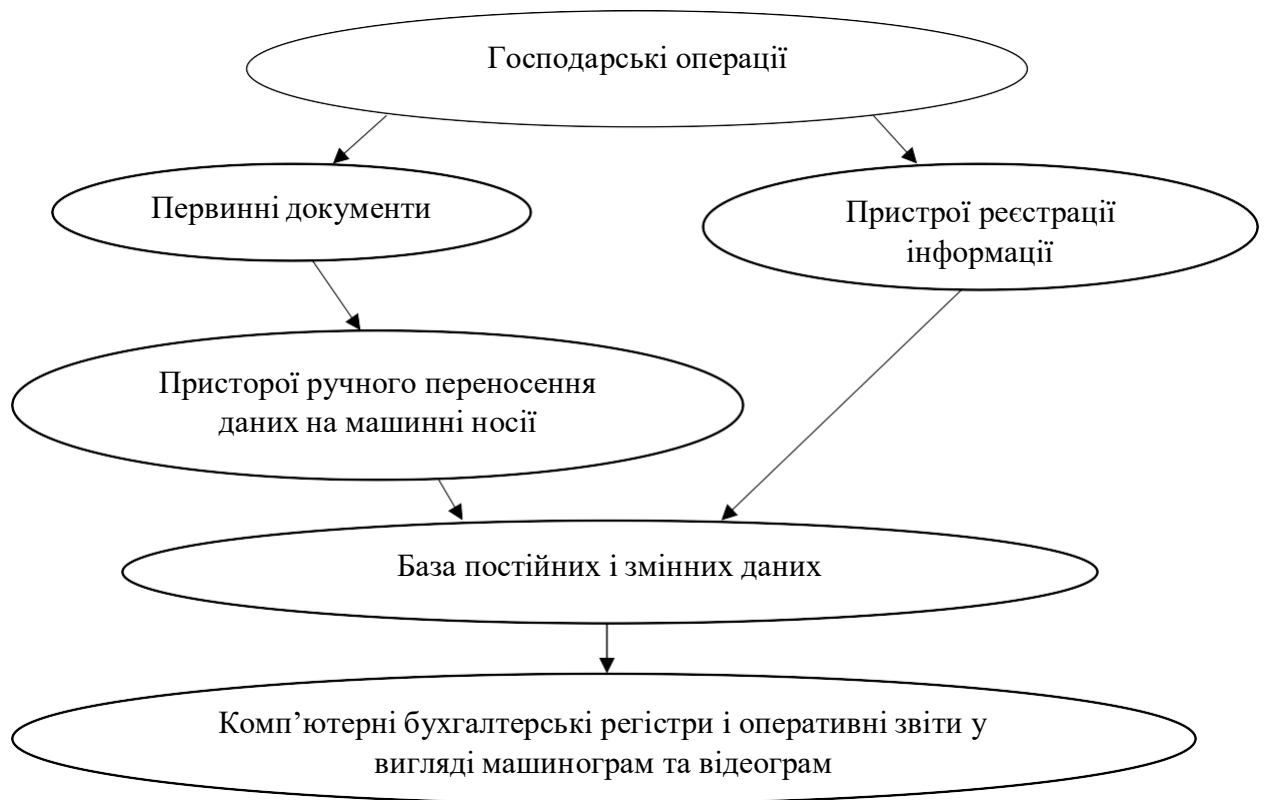 Господарські операції
Первинні документи
Пристрої реєстрації
інформації
Присторої ручного переносення
даних на машинні носії
База постійних і змінних даних
Комп’ютерні бухгалтерські регістри і оперативні звіти у
вигляді машинограм та відеограм